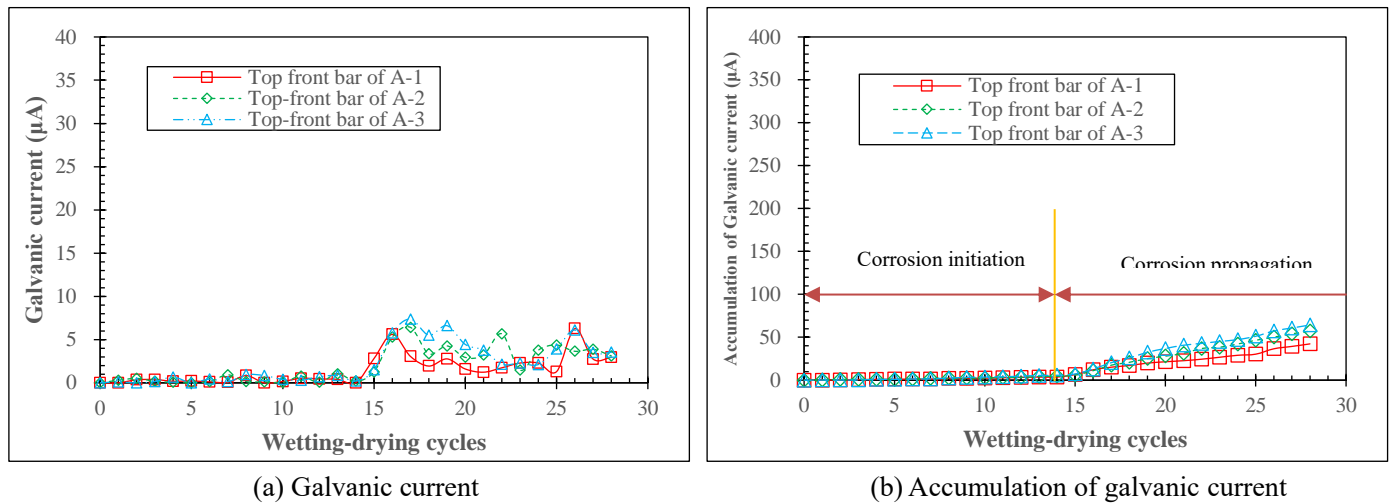 40
35
30
25
20
15
10
5
0
Galvanic current (µA)
Top front bar of A-1
Top-front bar of A-2
Top-front bar of A-3
0 5 10 15 20 25 30
Wetting-drying cycles
(a) Galvanic current
400
350
300
250
200
150
100
50
0
Accumulation of Galvanic current (µA)
Top front bar of A-1
Top front bar of A-2
Top front bar of A-3
Corrosion initiation
Corrosion propagation
0 5 10 15 20 25 30
Wetting-drying cycles
(b) Accumulation of galvanic current